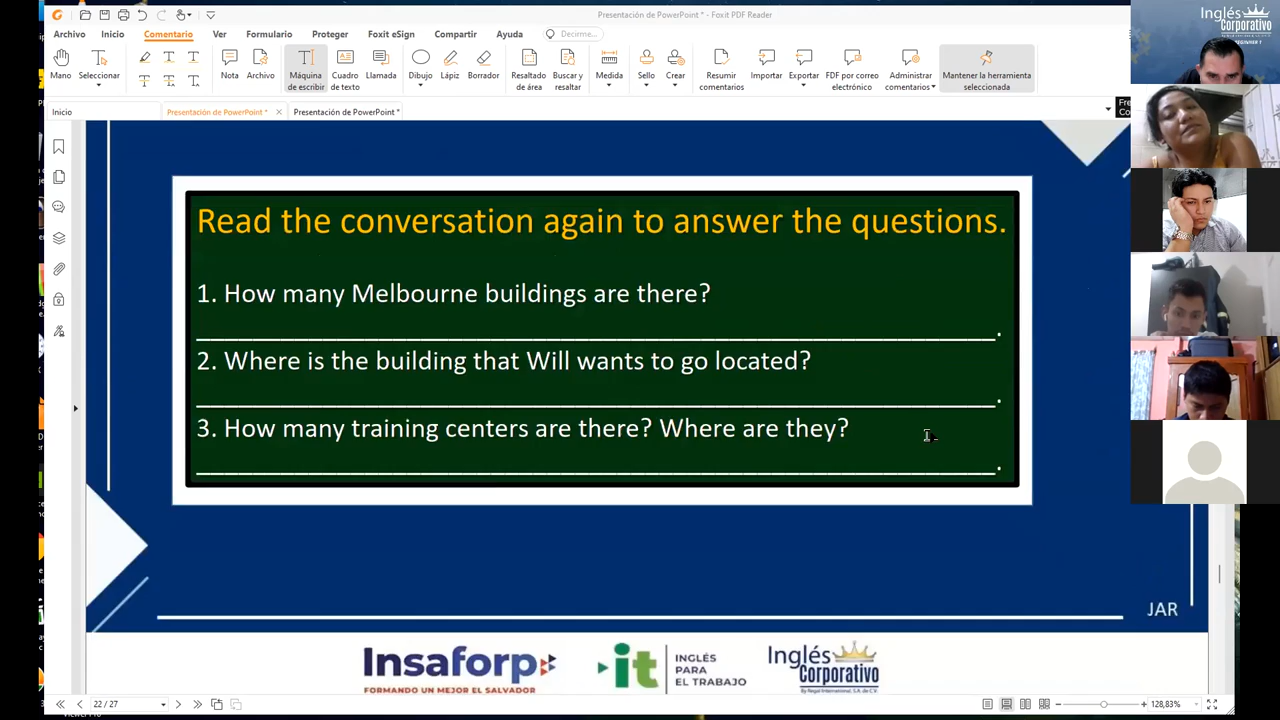 Presentación de PowerPoint * - Foxit PDF Reader
Archivo Inicio Comentario Ver Formulario Proteger Foxit eSign Compartir Ayuda Decirme...
Mano Seleccionar Nota Archivo Máquina de escribir Cuadro de texto Llamada Dibujo Lápiz Borrador Resaltado de área Buscar y resaltar Medida Sello Crear Resumir comentarios Importar Exportar PDF por correo electrónico Administrar comentarios Mantener la herramienta seleccionada
Inicio Presentación de PowerPoint * Presentación de PowerPoint *
Inglés
Corporativo
Read the conversation again to answer the questions.
1. How many Melbourne buildings are there?
2. Where is the building that Will wants to go located?
3. How many training centers are there? Where are they?
JAR
Insaforp
FORMANDO UN MEJOR EL SALVADOR
it
INGLÉS
PARA
EL TRABAJO
Inglés
Corporativo
22 / 27
128,83%